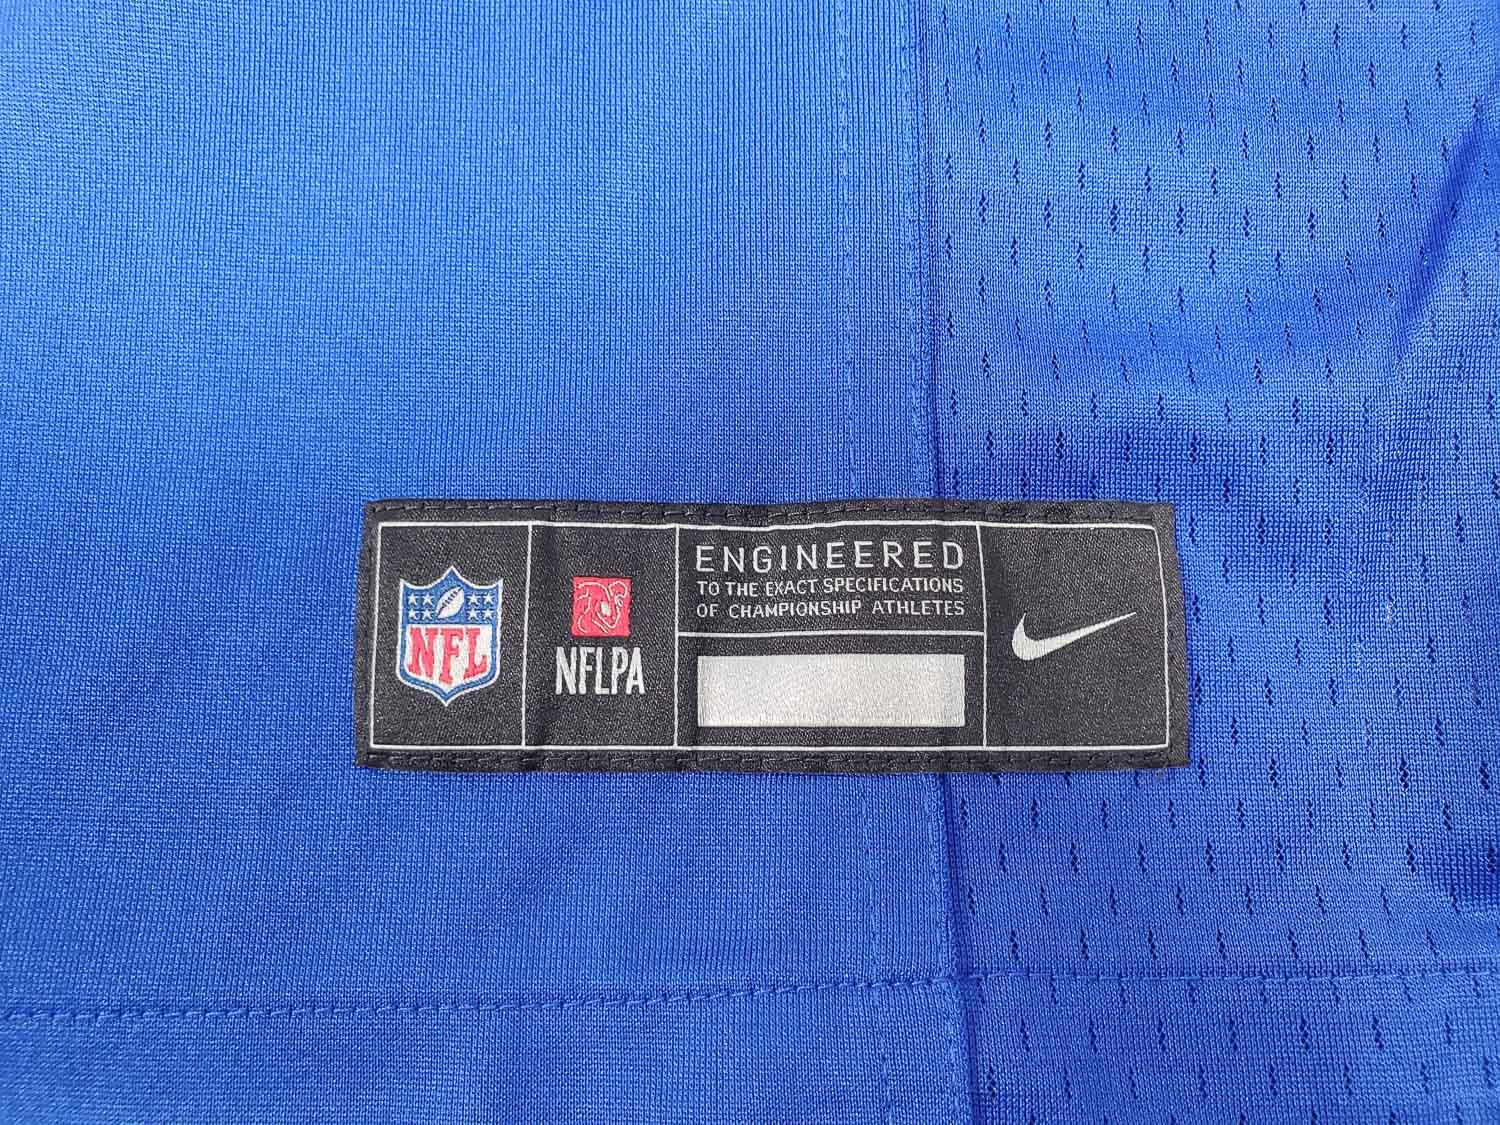 NFL
NFLPA
ENGINEERED
TO THE EXACT SPECIFICATIONS
OF CHAMPIONSHIP ATHLETES